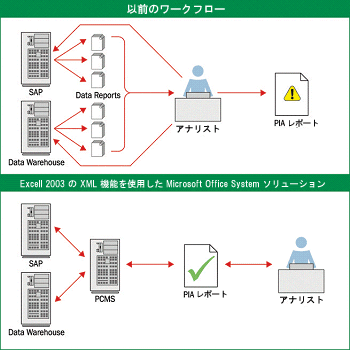 以前のワークフロー
SAP
Data Reports
Data Warehouse
アナリスト
PIA レポート
Excell 2003 の XML 機能を使用した Microsoft Office System ソリューション
SAP
PCMS
Data Warehouse
PIA レポート
アナリスト